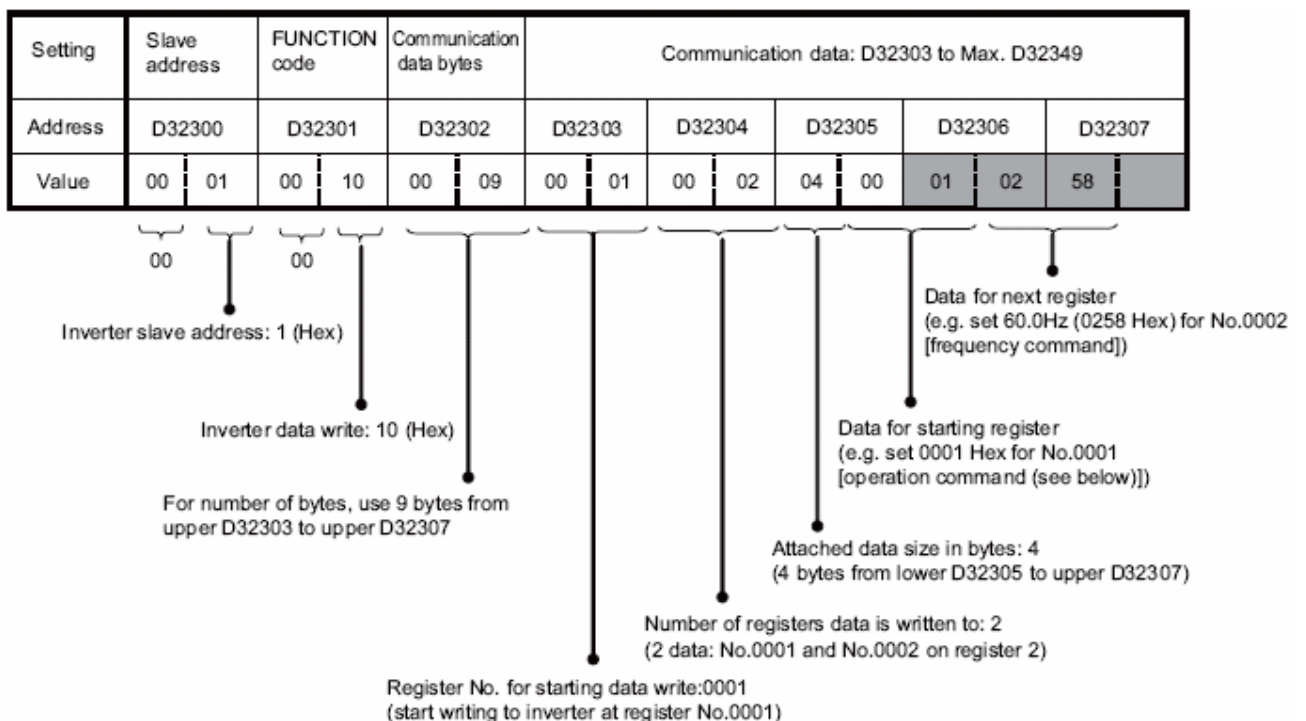 Setting Slave address FUNCTION code Communication data bytes Communication data: D32303 to Max. D32349
Address D32300 D32301 D32302 D32303 D32304 D32305 D32306 D32307
Value 00 01 00 10 00 09 00 01 00 02 04 00 01 02 58
00 00
Inverter slave address: 1 (Hex)
Inverter data write: 10 (Hex)
For number of bytes, use 9 bytes from
upper D32303 to upper D32307
Register No. for starting data write:0001
(start writing to inverter at register No.0001)
Number of registers data is written to: 2
(2 data: No.0001 and No.0002 on register 2)
Attached data size in bytes: 4
(4 bytes from lower D32305 to upper D32307)
Data for starting register
(e.g. set 0001 Hex for No.0001
[operation command (see below)])
Data for next register
(e.g. set 60.0Hz (0258 Hex) for No.0002
[frequency command])